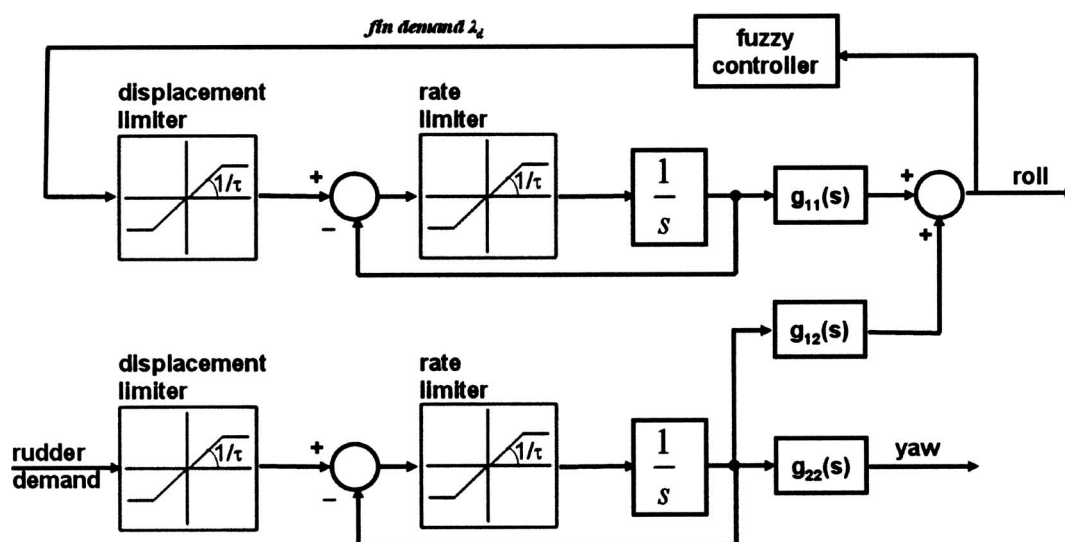 fin demand λd
fuzzy
controller
displacement
limiter
rate
limiter
1/τ
1/τ
+
−
1
s
g11(s)
+
+
roll
g12(s)
displacement
limiter
rate
limiter
rudder
demand
1/τ
1/τ
+
−
1
s
g22(s)
yaw